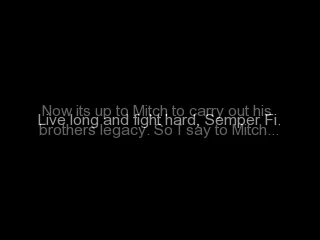 Now its up to Mitch to carry out his
Live long and fight hard, Semper Fi.
brothers legacy. So I say to Mitch...